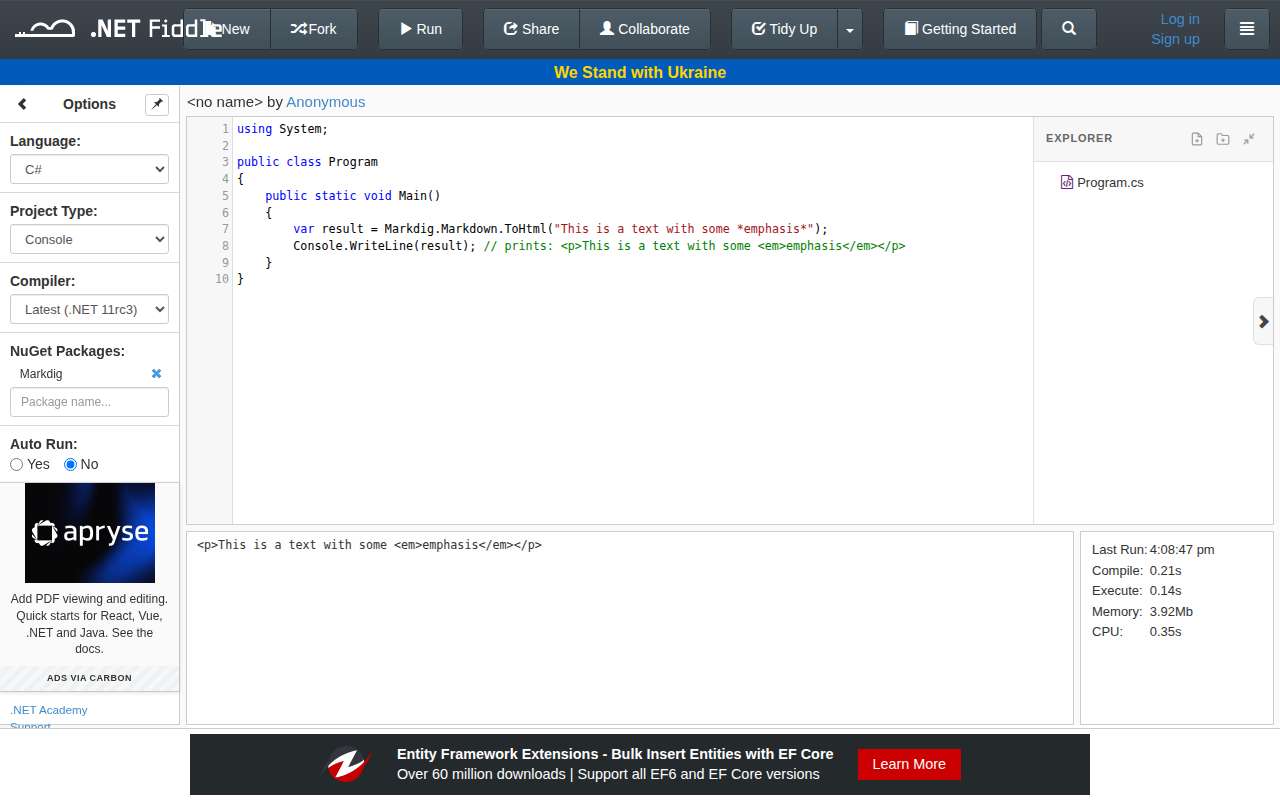 .NET Fiddle
New
Fork
Run
Share
Collaborate
Tidy Up
Getting Started
Log in
Sign up
We Stand with Ukraine
Options
<no name> by Anonymous
Language:
C#
Project Type:
Console
Compiler:
Latest (.NET 11rc3)
NuGet Packages:
Markdig
Package name...
Auto Run:
Yes No
apryse
Add PDF viewing and editing.
Quick starts for React, Vue,
.NET and Java. See the
docs.
ADS VIA CARBON
.NET Academy
Support
1 using System;
2
3 public class Program
4 {
5     public static void Main()
6     {
7         var result = Markdig.Markdown.ToHtml("This is a text with some *emphasis*");
8         Console.WriteLine(result); // prints: <p>This is a text with some <em>emphasis</em></p>
9     }
10 }
EXPLORER
Program.cs
<p>This is a text with some <em>emphasis</em></p>
Last Run: 4:08:47 pm
Compile: 0.21s
Execute: 0.14s
Memory: 3.92Mb
CPU: 0.35s
Entity Framework Extensions - Bulk Insert Entities with EF Core
Over 60 million downloads | Support all EF6 and EF Core versions
Learn More